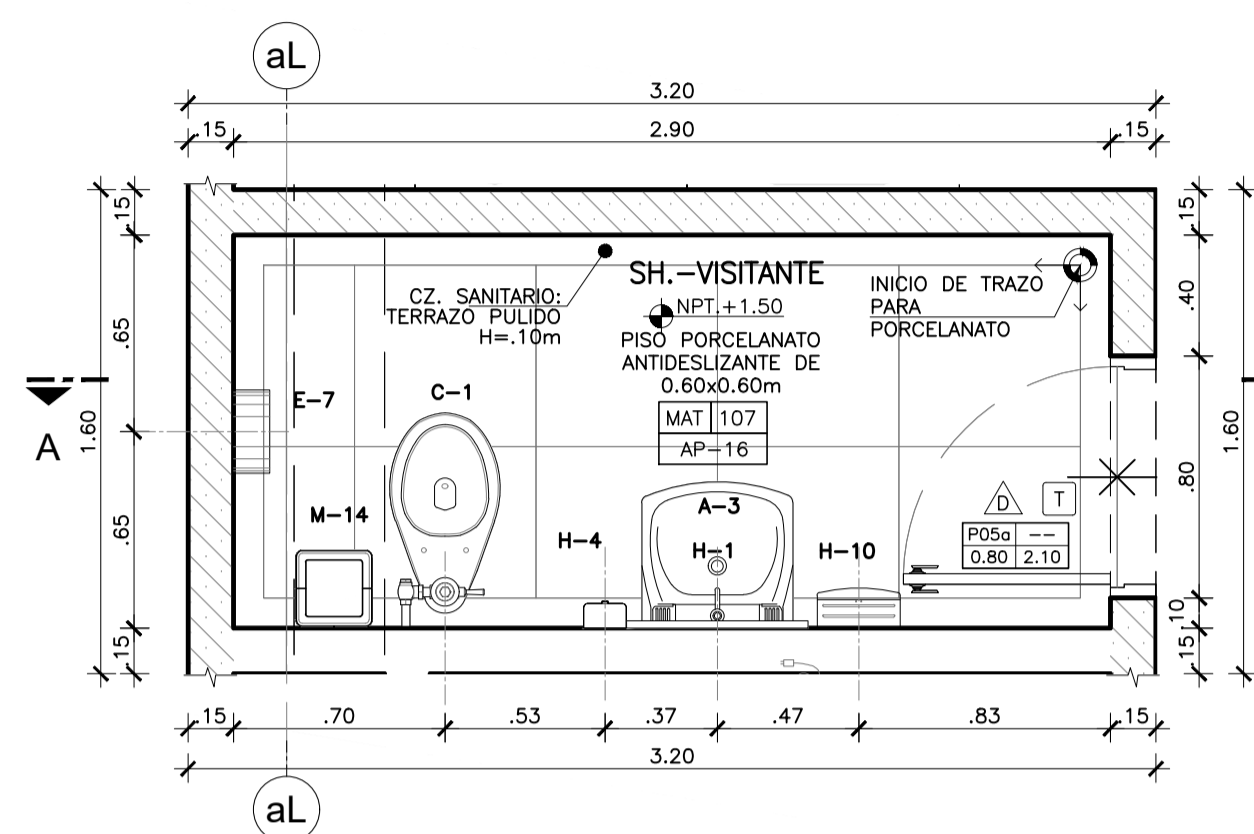 aL
3.20
.15
2.90
.15
.15
.65
.65
.15
1.60
A
SH.-VISITANTE
NPT.+1.50
PISO PORCELANATO
ANTIDESLIZANTE DE
0.60x0.60m
MAT 107
AP-16
CZ. SANITARIO:
TERRAZO PULIDO
H=.10m
INICIO DE TRAZO
PARA
PORCELANATO
E-7
C-1
M-14
H-4
A-3
H-1
H-10
D
T
P05a --
0.80 2.10
.15
.40
.80
.10
.15
1.60
.15
.70
.53
.37
.47
.83
.15
3.20
aL